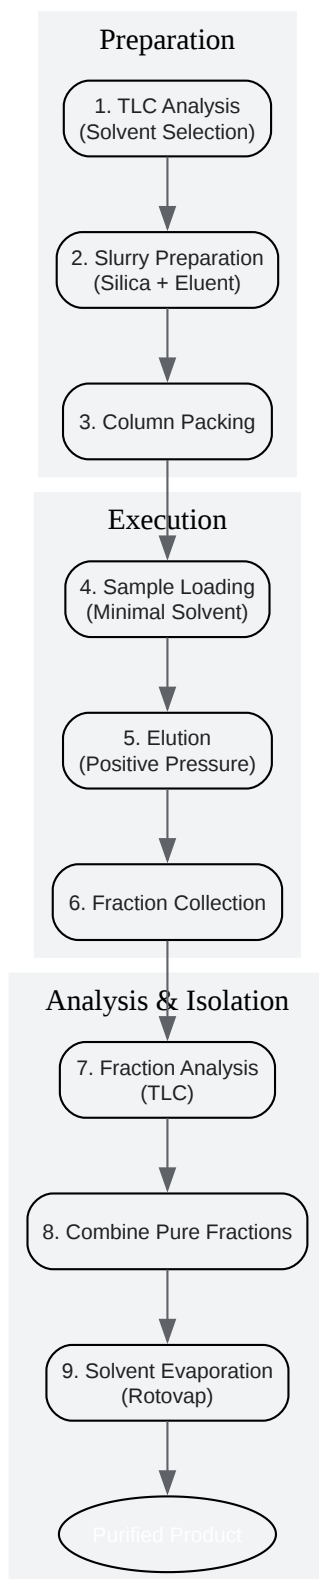 Preparation
1. TLC Analysis
(Solvent Selection)
2. Slurry Preparation
(Silica + Eluent)
3. Column Packing
Execution
4. Sample Loading
(Minimal Solvent)
5. Elution
(Positive Pressure)
6. Fraction Collection
Analysis & Isolation
7. Fraction Analysis
(TLC)
8. Combine Pure Fractions
9. Solvent Evaporation
(Rotovap)
Purified Product